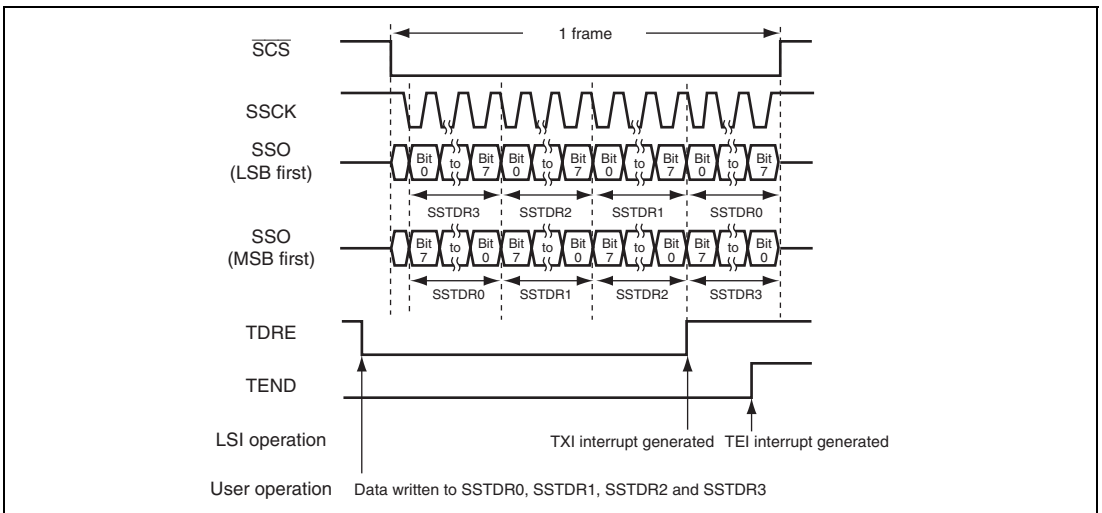 1 frame
SCS
SSCK
SSO
(LSB first)
Bit 0 to Bit 7 Bit 0 to Bit 7 Bit 0 to Bit 7 Bit 0 to Bit 7
SSTDR3 SSTDR2 SSTDR1 SSTDR0
SSO
(MSB first)
Bit 7 to Bit 0 Bit 7 to Bit 0 Bit 7 to Bit 0 Bit 7 to Bit 0
SSTDR0 SSTDR1 SSTDR2 SSTDR3
TDRE
TEND
LSI operation TXI interrupt generated TEI interrupt generated
User operation Data written to SSTDR0, SSTDR1, SSTDR2 and SSTDR3